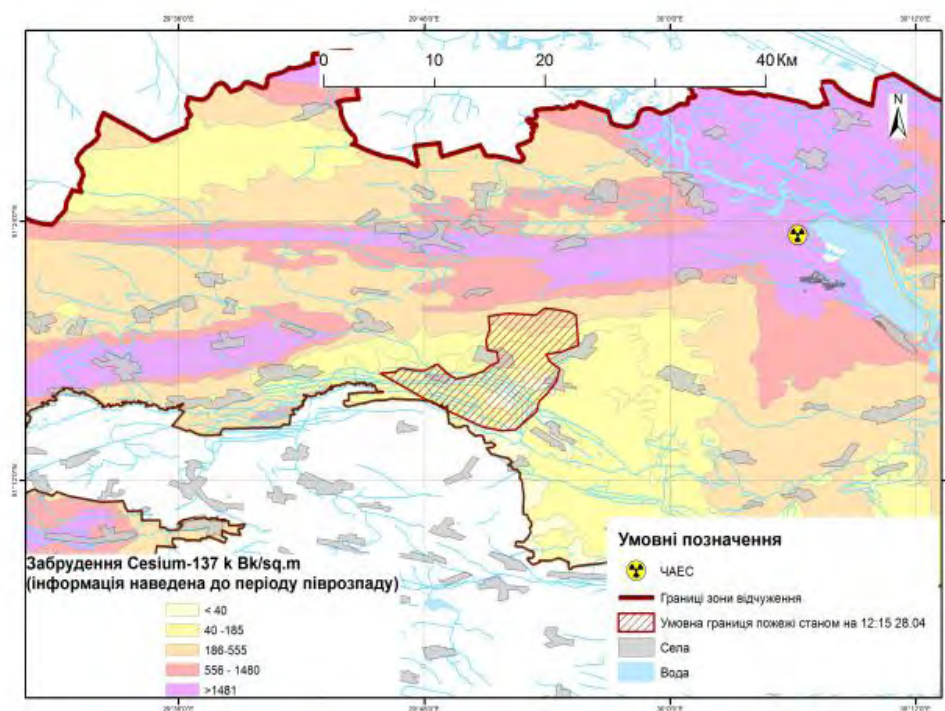 0 10 20 40 Км
N
Умовні позначення
ЧАЕС
Границі зони відчуження
Умовна границя пожежі станом на 12:15 28.04
Села
Вода
Забрудення Cesium-137 k Bk/sq.m
(інформація наведена до періоду піврозпаду)
< 40
40 -185
186-555
556 - 1480
>1481